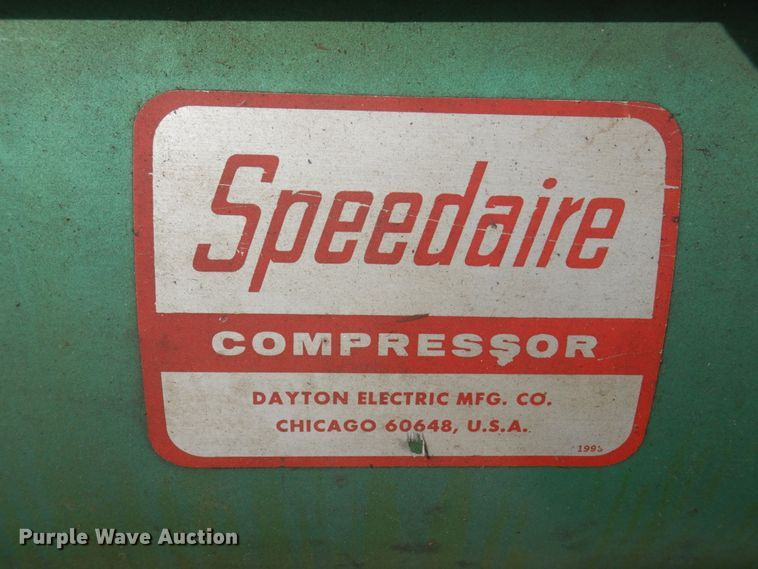 Speedaire
COMPRESSOR
DAYTON ELECTRIC MFG. CO.
CHICAGO 60648, U.S.A.
Purple Wave Auction